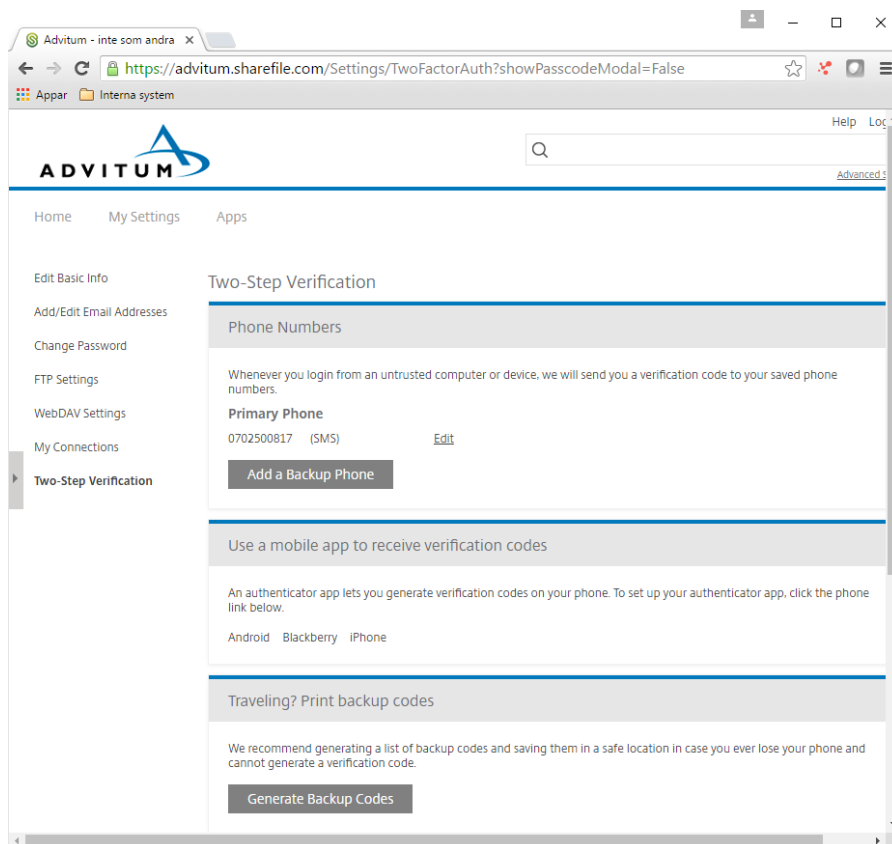 Advitum - inte som andra
https://advitum.sharefile.com/Settings/TwoFactorAuth?showPasscodeModal=False
Appar Interna system
Help Log
ADVITUM
Advanced S
Home My Settings Apps
Edit Basic Info
Add/Edit Email Addresses
Change Password
FTP Settings
WebDAV Settings
My Connections
Two-Step Verification
Two-Step Verification
Phone Numbers
Whenever you login from an untrusted computer or device, we will send you a verification code to your saved phone
numbers.
Primary Phone
0702500817 (SMS) Edit
Add a Backup Phone
Use a mobile app to receive verification codes
An authenticator app lets you generate verification codes on your phone. To set up your authenticator app, click the phone
link below.
Android Blackberry iPhone
Traveling? Print backup codes
We recommend generating a list of backup codes and saving them in a safe location in case you ever lose your phone and
cannot generate a verification code.
Generate Backup Codes